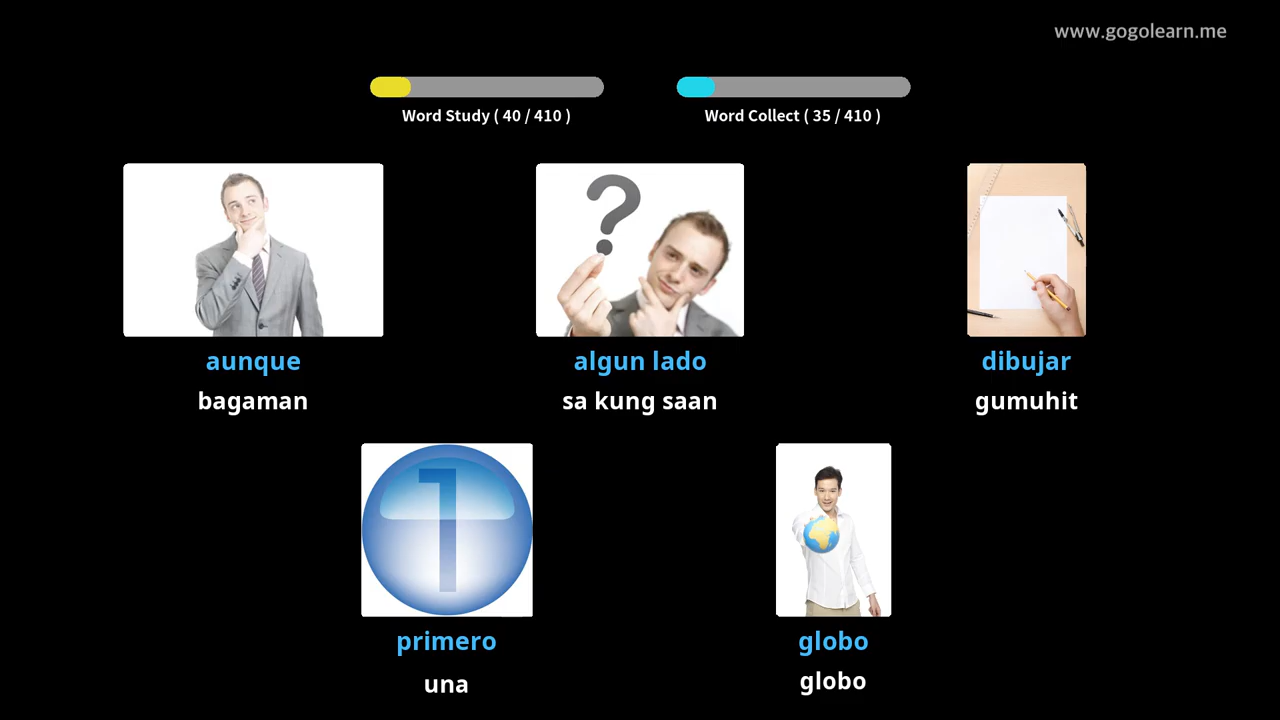 www.gogolearn.me
Word Study ( 40 / 410 )
Word Collect ( 35 / 410 )
?
aunque
bagaman
algun lado
sa kung saan
dibujar
gumuhit
1
primero
una
globo
globo